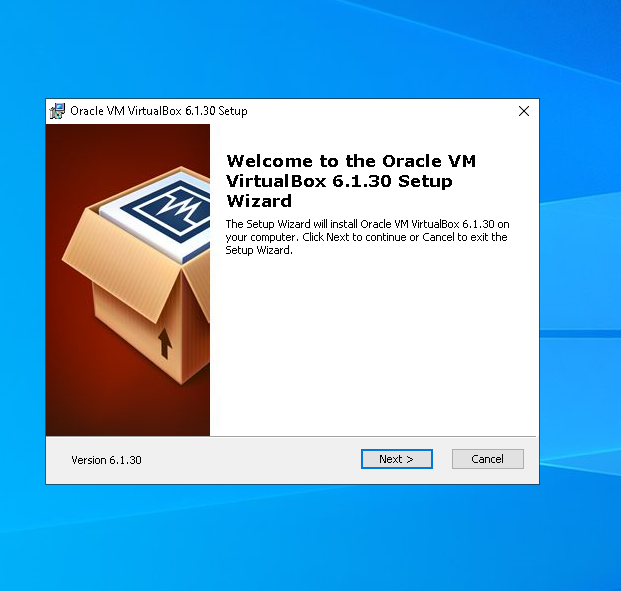 Oracle VM VirtualBox 6.1.30 Setup
Welcome to the Oracle VM
VirtualBox 6.1.30 Setup
Wizard
The Setup Wizard will install Oracle VM VirtualBox 6.1.30 on
your computer. Click Next to continue or Cancel to exit the
Setup Wizard.
Version 6.1.30
Next >
Cancel